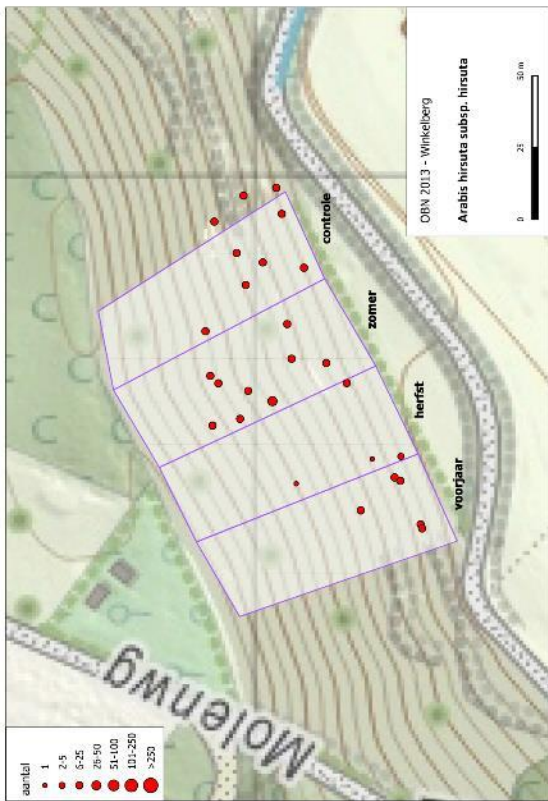 aantal
1
2-5
6-25
26-50
51-100
101-250
>250
Molenwg
voorjaar
herfst
zomer
controle
OBN 2013 - Winkelberg
Arabis hirsuta subsp. hirsuta
0 25 50 m